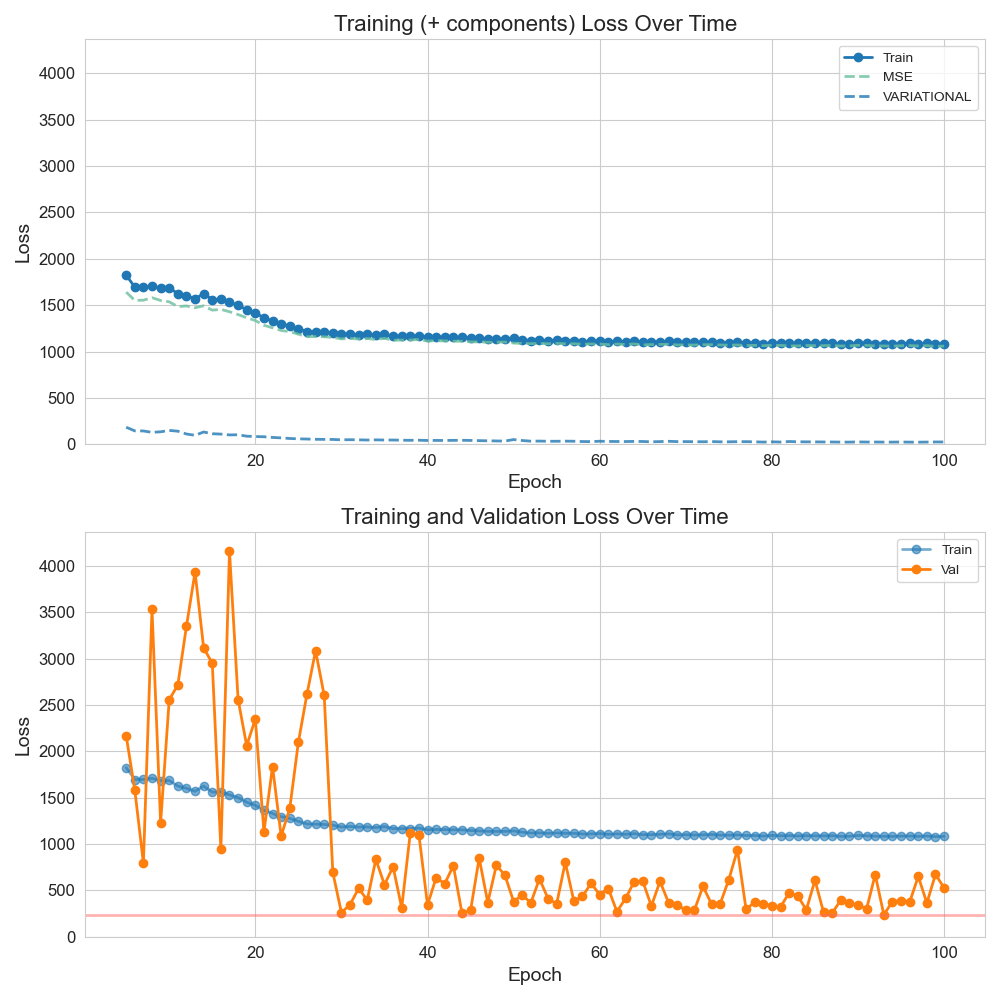 Training (+ components) Loss Over Time
Train
MSE
VARIATIONAL
Loss
4000
3500
3000
2500
2000
1500
1000
500
0
20
40
60
80
100
Epoch
Training and Validation Loss Over Time
Train
Val
Loss
4000
3500
3000
2500
2000
1500
1000
500
0
20
40
60
80
100
Epoch